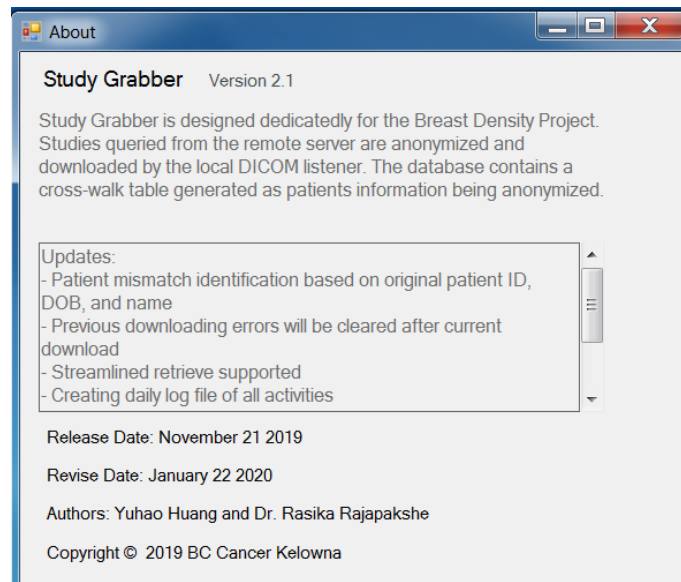 About
Study Grabber Version 2.1
Study Grabber is designed dedicatedly for the Breast Density Project.
Studies queried from the remote server are anonymized and
downloaded by the local DICOM listener. The database contains a
cross-walk table generated as patients information being anonymized.
Updates:
- Patient mismatch identification based on original patient ID,
DOB, and name
- Previous downloading errors will be cleared after current
download
- Streamlined retrieve supported
- Creating daily log file of all activities
Release Date: November 21 2019
Revise Date: January 22 2020
Authors: Yuhao Huang and Dr. Rasika Rajapakshe
Copyright © 2019 BC Cancer Kelowna